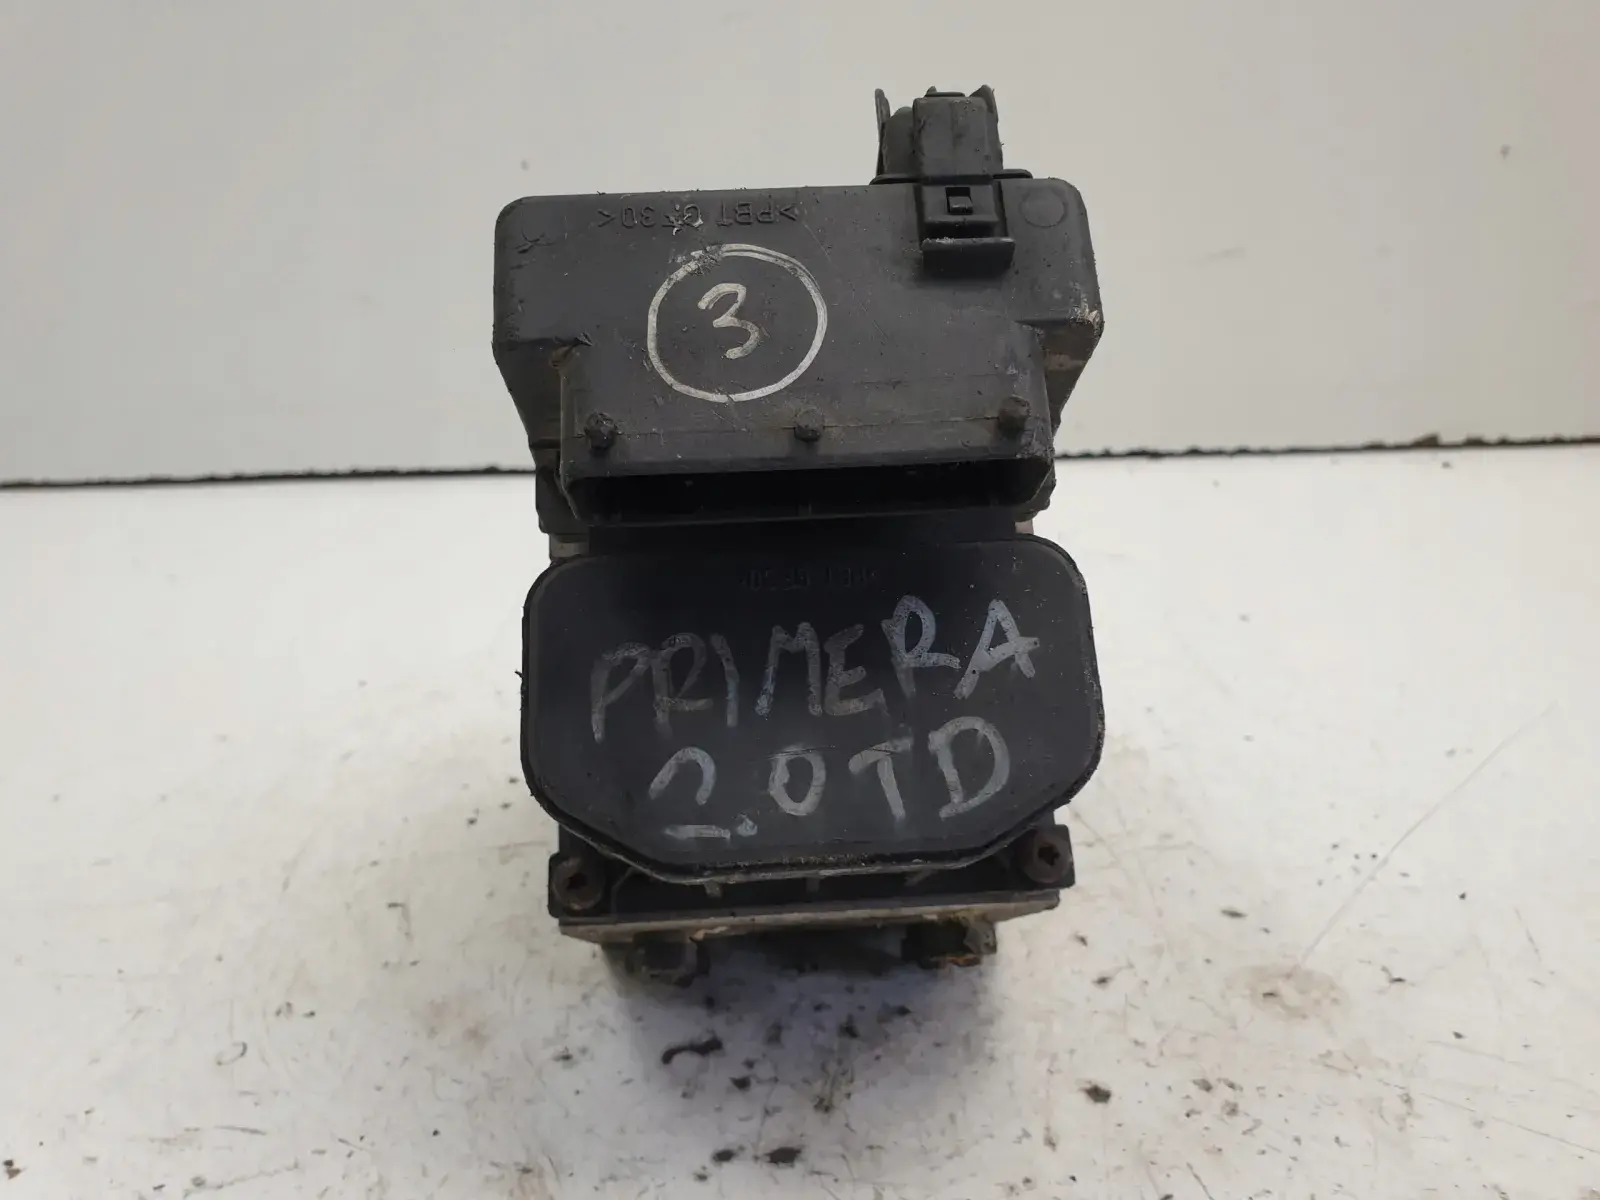 >PBT GF30<
3
PRIMERA
2.0TD